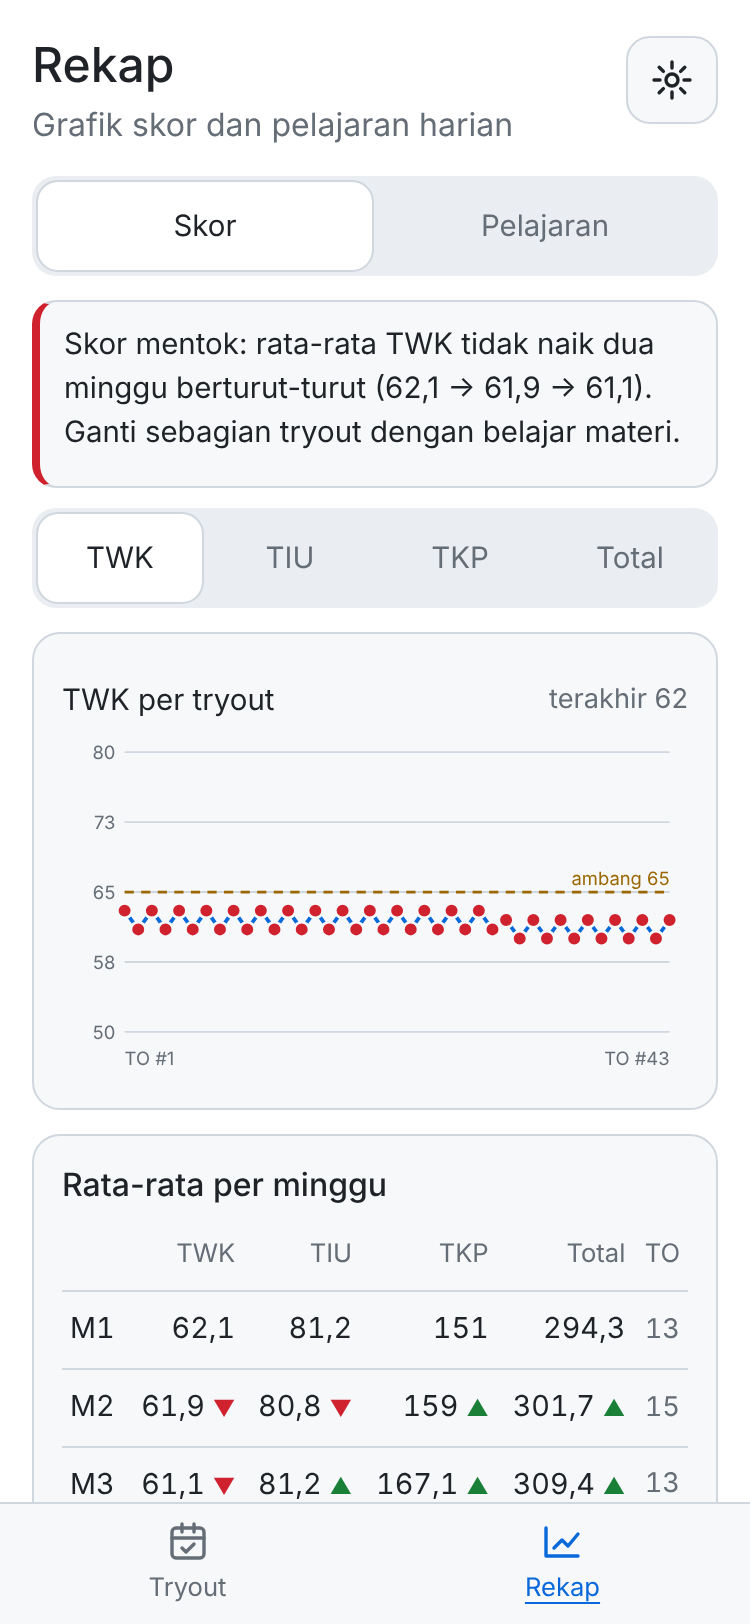 Rekap
Grafik skor dan pelajaran harian
Skor Pelajaran
Skor mentok: rata-rata TWK tidak naik dua
minggu berturut-turut (62,1 → 61,9 → 61,1).
Ganti sebagian tryout dengan belajar materi.
TWK TIU TKP Total
TWK per tryout terakhir 62
80
73
ambang 65
65
58
50
TO #1 TO #43
Rata-rata per minggu
TWK TIU TKP Total TO
M1 62,1 81,2 151 294,3 13
M2 61,9 ▼ 80,8 ▼ 159 ▲ 301,7 ▲ 15
M3 61,1 ▼ 81,2 ▲ 167,1 ▲ 309,4 ▲ 13
Tryout Rekap